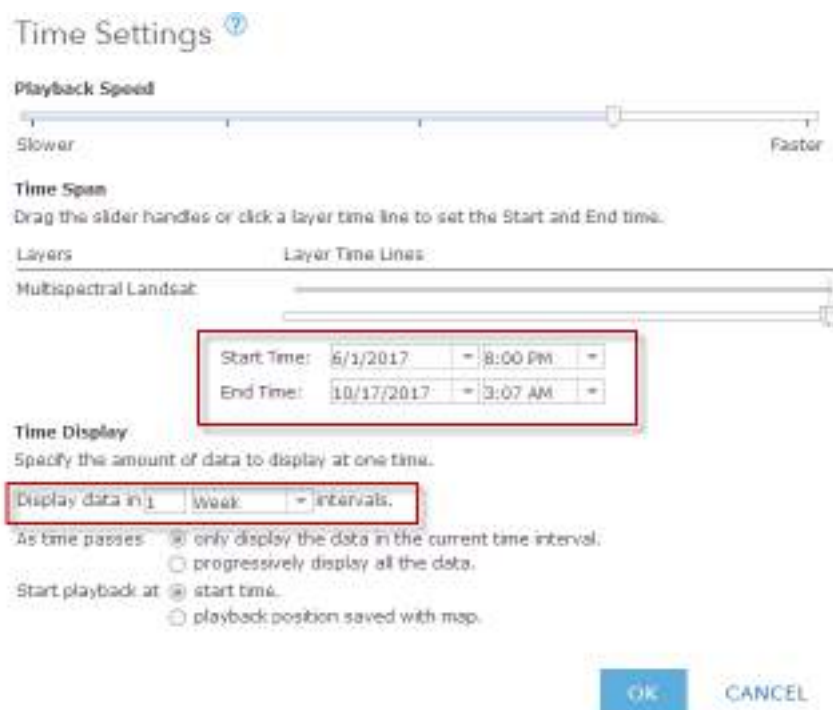 Time Settings ?
Playback Speed
Slower Faster
Time Span
Drag the slider handles or click a layer time line to set the Start and End time.
Layers Layer Time Lines
Multispectral Landsat
Start Time: 6/1/2017 8:00 PM
End Time: 10/17/2017 3:07 AM
Time Display
Specify the amount of data to display at one time.
Display data in 1 Week intervals.
As time passes only display the data in the current time interval.
progressively display all the data.
Start playback at start time.
playback position saved with map.
OK CANCEL